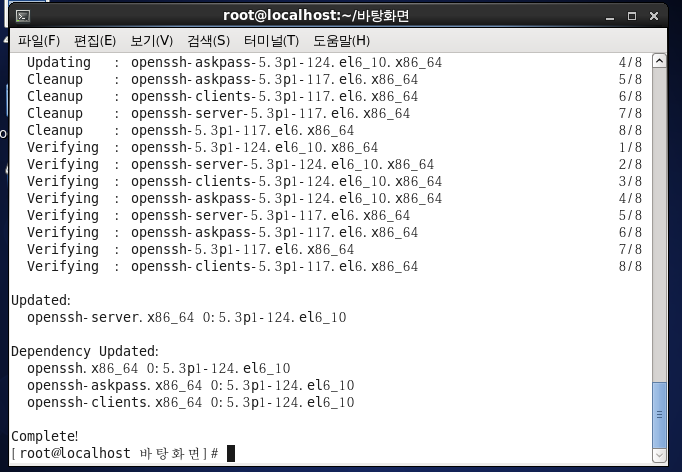 root@localhost:~/바탕화면
파일(F) 편집(E) 보기(V) 검색(S) 터미널(T) 도움말(H)
Updating : openssh-askpass-5.3p1-124.el6_10.x86_64 4/8
Cleanup : openssh-askpass-5.3p1-117.el6.x86_64 5/8
Cleanup : openssh-clients-5.3p1-117.el6.x86_64 6/8
Cleanup : openssh-server-5.3p1-117.el6.x86_64 7/8
Cleanup : openssh-5.3p1-117.el6.x86_64 8/8
Verifying : openssh-5.3p1-124.el6_10.x86_64 1/8
Verifying : openssh-server-5.3p1-124.el6_10.x86_64 2/8
Verifying : openssh-clients-5.3p1-124.el6_10.x86_64 3/8
Verifying : openssh-askpass-5.3p1-124.el6_10.x86_64 4/8
Verifying : openssh-server-5.3p1-117.el6.x86_64 5/8
Verifying : openssh-askpass-5.3p1-117.el6.x86_64 6/8
Verifying : openssh-5.3p1-117.el6.x86_64 7/8
Verifying : openssh-clients-5.3p1-117.el6.x86_64 8/8
Updated:
openssh-server.x86_64 0:5.3p1-124.el6_10
Dependency Updated:
openssh.x86_64 0:5.3p1-124.el6_10
openssh-askpass.x86_64 0:5.3p1-124.el6_10
openssh-clients.x86_64 0:5.3p1-124.el6_10
Complete!
[root@localhost 바탕화면]#